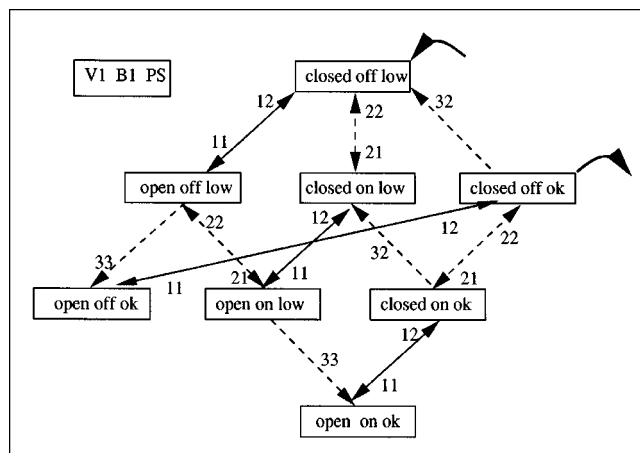 V1 B1 PS
closed off low
12
22
32
11
21
open off low
closed on low
closed off ok
22
12
12
22
33
32
11
21
11
21
open off ok
open on low
closed on ok
12
33
11
open on ok